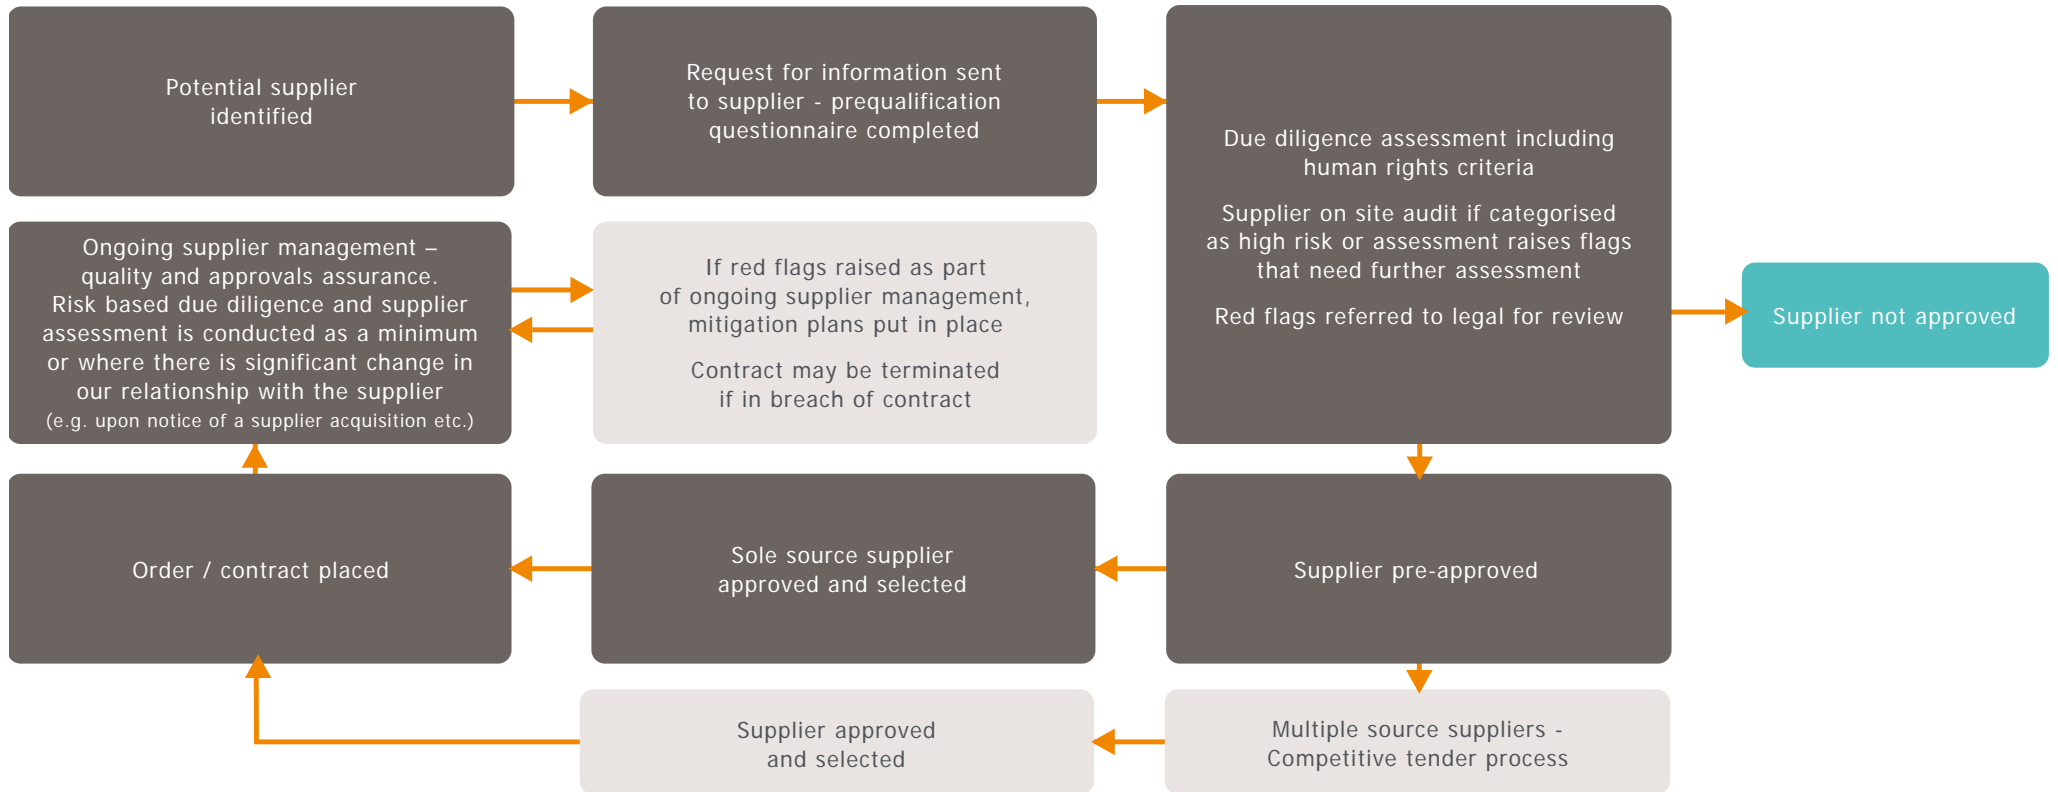 Potential supplier
identified
Request for information sent
to supplier - prequalification
questionnaire completed
Due diligence assessment including
human rights criteria
Supplier on site audit if categorised
as high risk or assessment raises flags
that need further assessment
Red flags referred to legal for review
Supplier not approved
Ongoing supplier management –
quality and approvals assurance.
Risk based due diligence and supplier
assessment is conducted as a minimum
or where there is significant change in
our relationship with the supplier
(e.g. upon notice of a supplier acquisition etc.)
If red flags raised as part
of ongoing supplier management,
mitigation plans put in place
Contract may be terminated
if in breach of contract
Order / contract placed
Sole source supplier
approved and selected
Supplier pre-approved
Supplier approved
and selected
Multiple source suppliers -
Competitive tender process